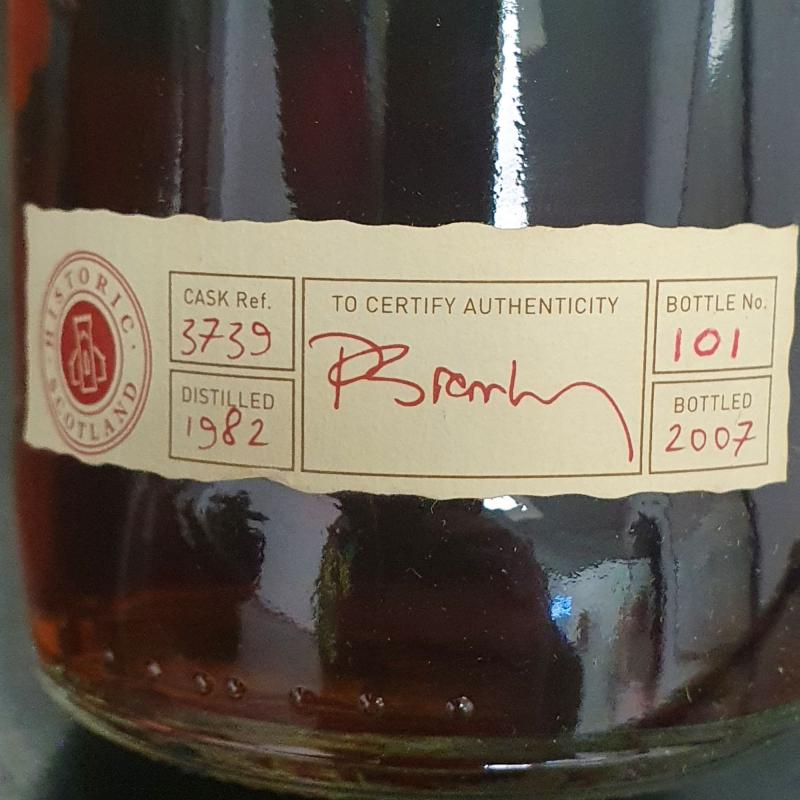 HISTORIC
SCOTLAND
CASK Ref.
3739
DISTILLED
1982
TO CERTIFY AUTHENTICITY
BOTTLE No.
101
BOTTLED
2007